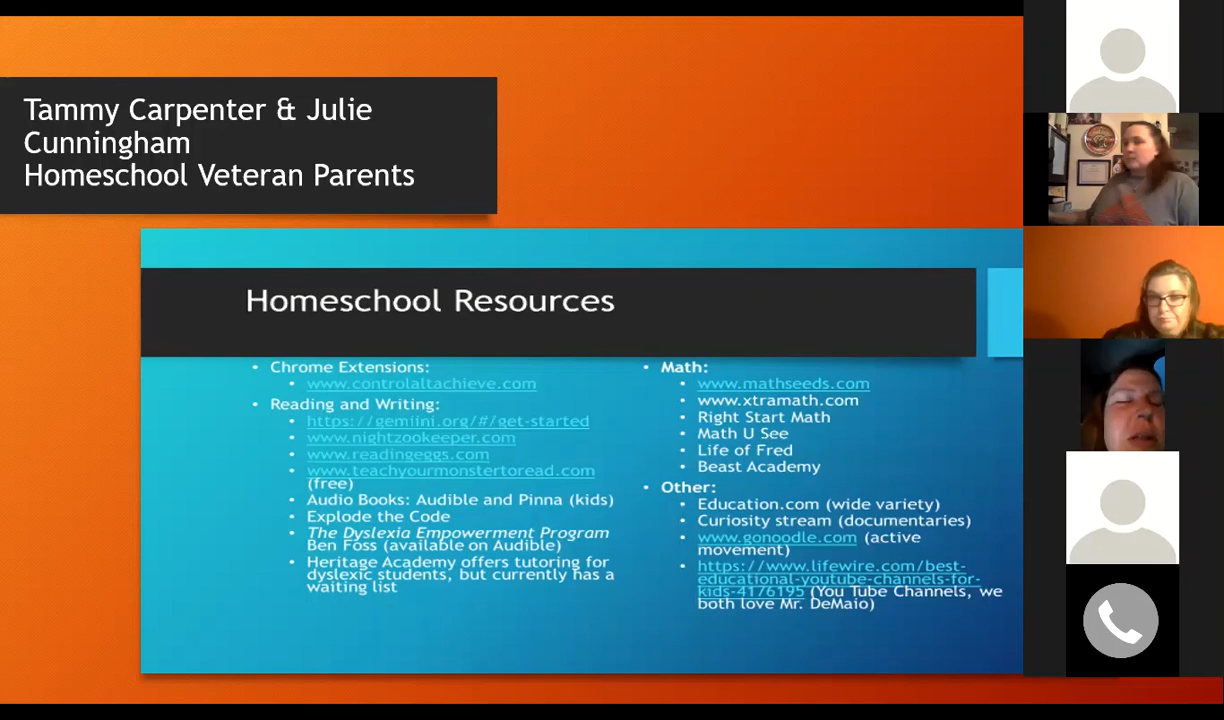 Tammy Carpenter & Julie
Cunningham
Homeschool Veteran Parents
Homeschool Resources
• Chrome Extensions:
• www.controlaltachieve.com
• Reading and Writing:
• https://gemiini.org/#/get-started
• www.nightzookeeper.com
• www.readingeggs.com
• www.teachyourmonstertoread.com
(free)
• Audio Books: Audible and Pinna (kids)
• Explode the Code
• The Dyslexia Empowerment Program
Ben Foss (available on Audible)
• Heritage Academy offers tutoring for
dyslexic students, but currently has a
waiting list
• Math:
• www.mathseeds.com
• www.xtramath.com
• Right Start Math
• Math U See
• Life of Fred
• Beast Academy
• Other:
• Education.com (wide variety)
• Curiosity stream (documentaries)
• www.gonoodle.com (active
movement)
• https://www.lifewire.com/best-
educational-youtube-channels-for-
kids-4176195 (You Tube Channels, we
both love Mr. DeMaio)